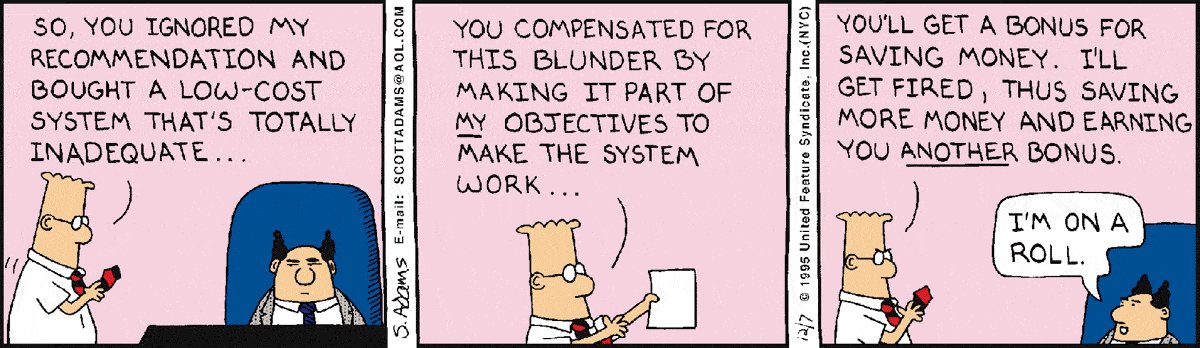 SO, YOU IGNORED MY
RECOMMENDATION AND
BOUGHT A LOW-COST
SYSTEM THAT'S TOTALLY
INADEQUATE...
S. Adams E-mail: SCOTTADAMS@AOL.COM
YOU COMPENSATED FOR
THIS BLUNDER BY
MAKING IT PART OF
MY OBJECTIVES TO
MAKE THE SYSTEM
WORK...
12/7 © 1995 United Feature Syndicate, Inc.(NYC)
YOU'LL GET A BONUS FOR
SAVING MONEY. I'LL
GET FIRED, THUS SAVING
MORE MONEY AND EARNING
YOU ANOTHER BONUS.
I'M ON A
ROLL.